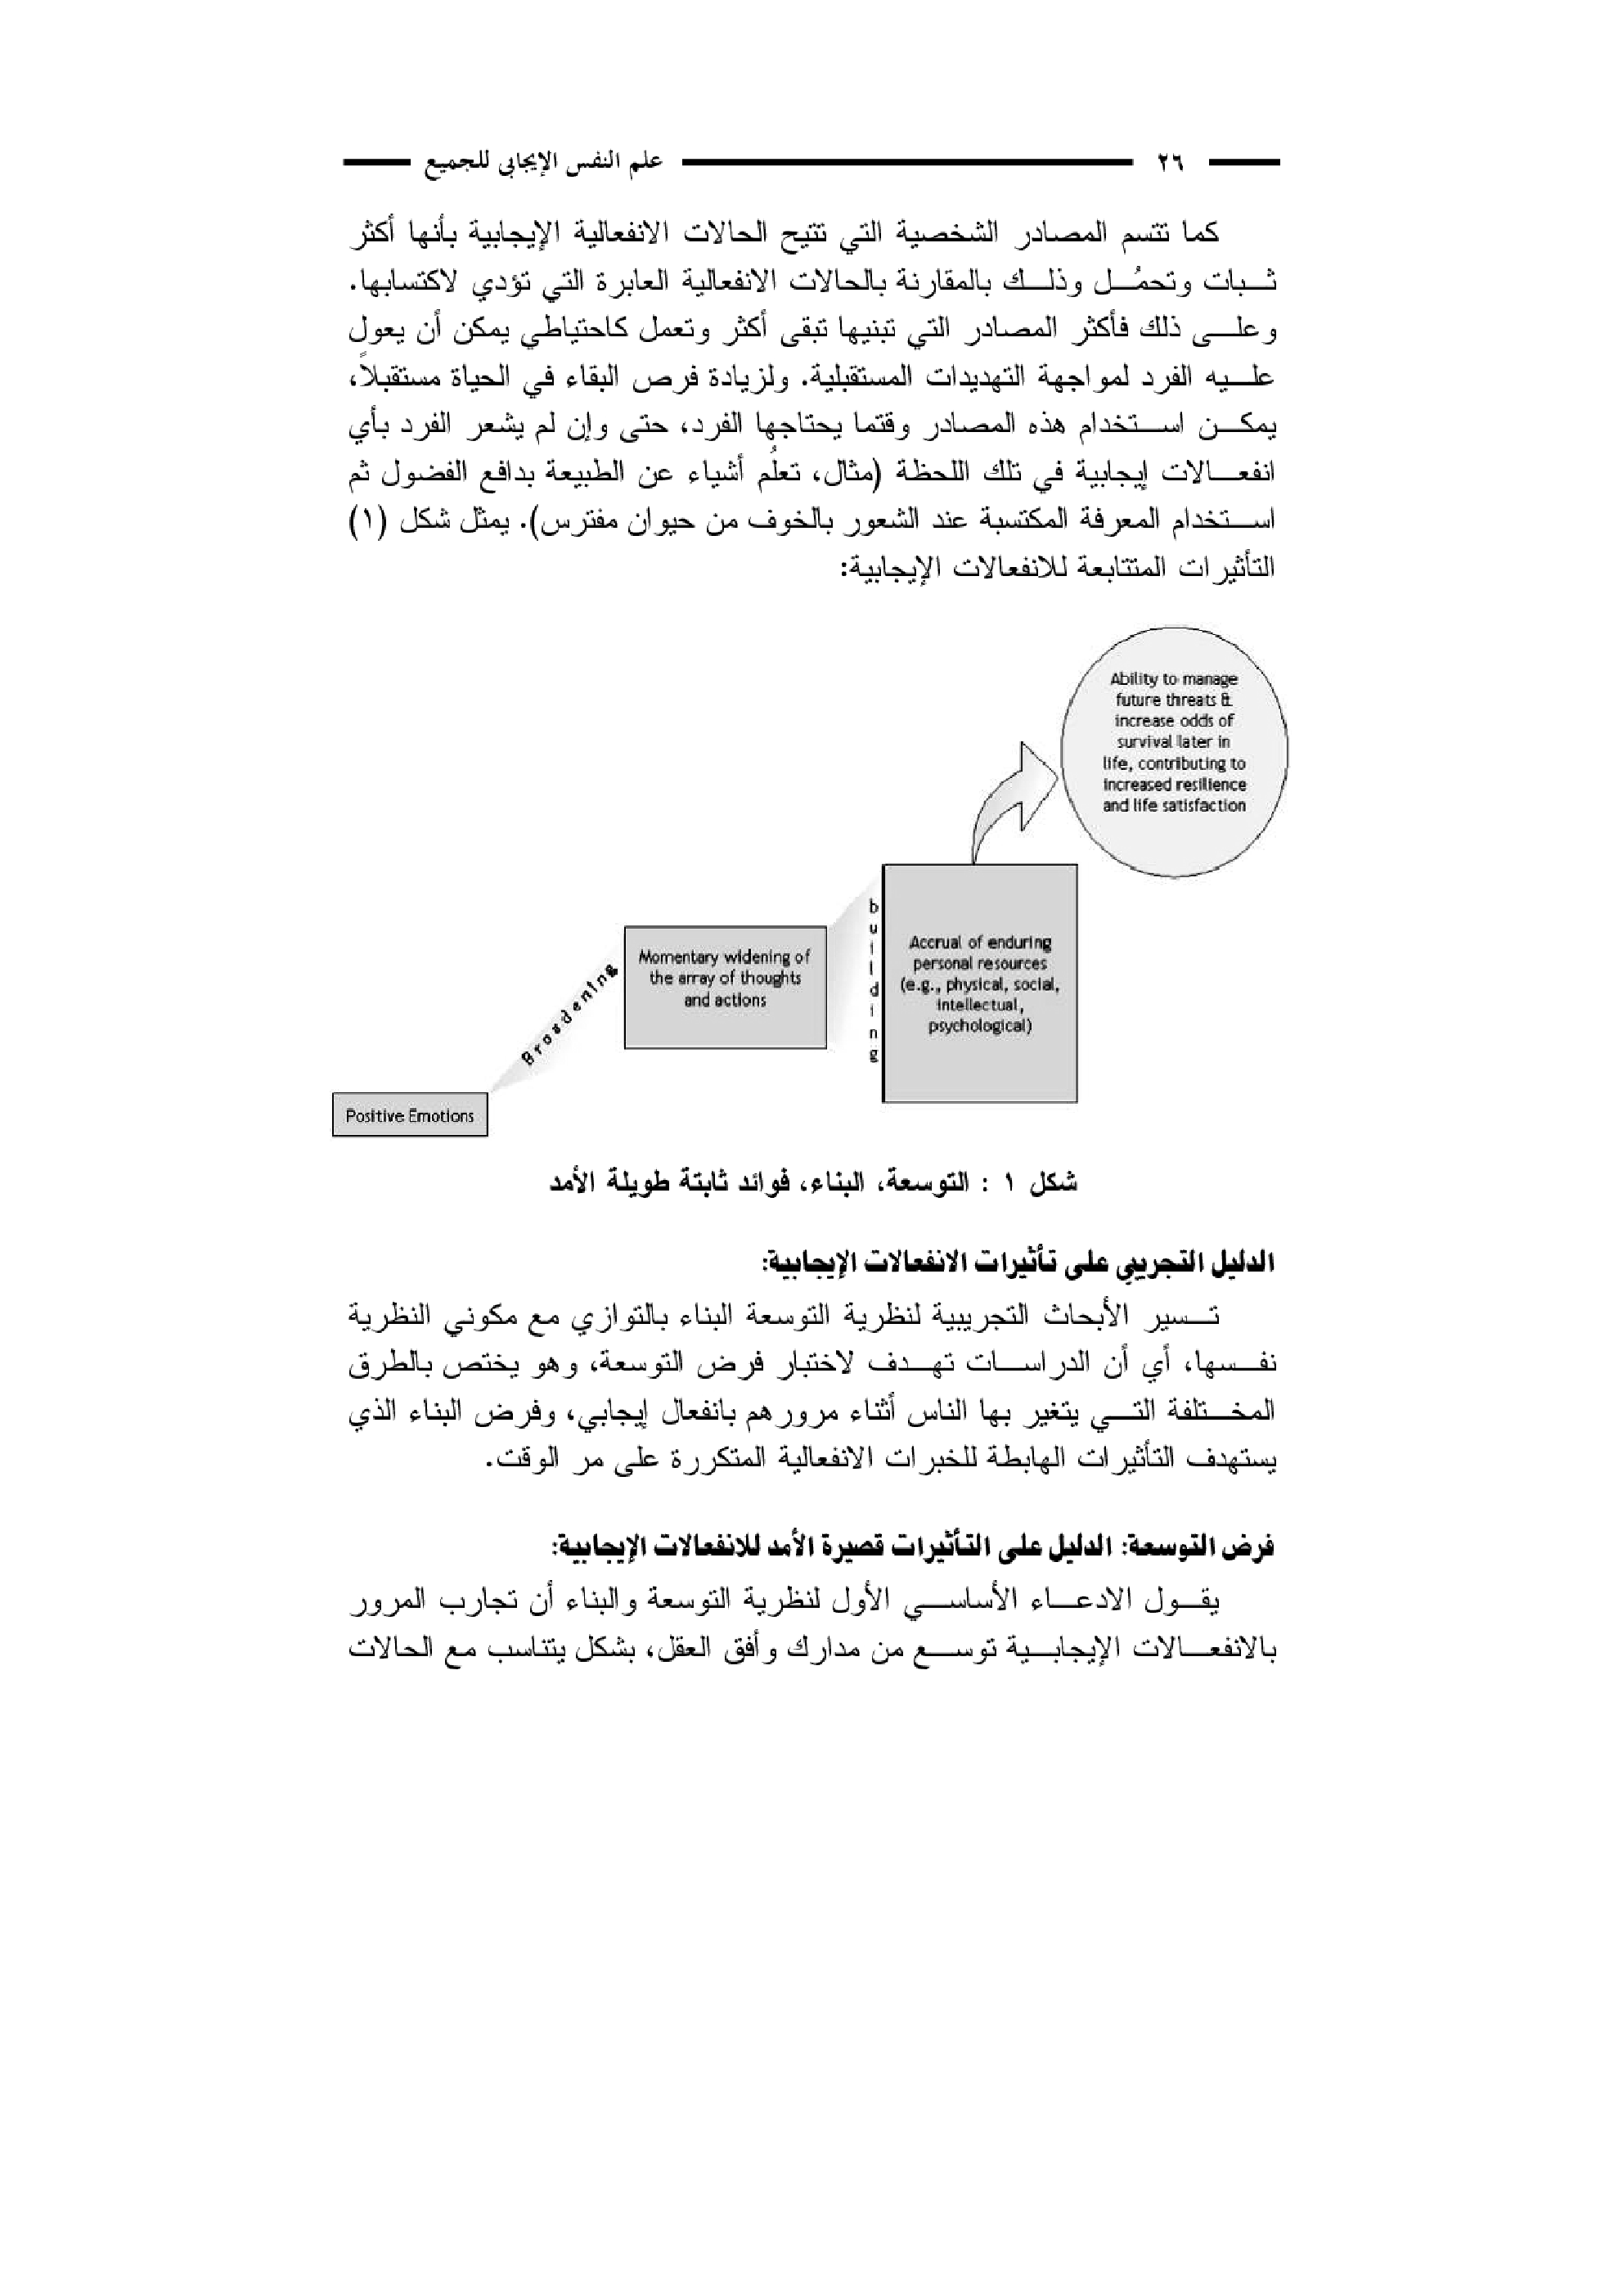 ٢٦ علم النفس الإيجابي للجميع
كما تتسم المصادر الشخصية التي تتيح الحالات الانفعالية الإيجابية بأنها أكثر
ثبات وتحمُل وذلك بالمقارنة بالحالات الانفعالية العابرة التي تؤدي لاكتسابها.
وعلى ذلك فأكثر المصادر التي تبنيها تبقى أكثر وتعمل كاحتياطي يمكن أن يعول
عليه الفرد لمواجهة التهديدات المستقبلية. ولزيادة فرص البقاء في الحياة مستقبلاً،
يمكن استخدام هذه المصادر وقتما يحتاجها الفرد، حتى وإن لم يشعر الفرد بأي
انفعالات إيجابية في تلك اللحظة (مثال، تعلُم أشياء عن الطبيعة بدافع الفضول ثم
استخدام المعرفة المكتسبة عند الشعور بالخوف من حيوان مفترس). يمثل شكل (١)
التأثيرات المتتابعة للانفعالات الإيجابية:
Ability to manage
future threats &
increase odds of
survival later in
life, contributing to
increased resilience
and life satisfaction
building
Accrual of enduring
personal resources
(e.g., physical, social,
intellectual,
psychological)
Momentary widening of
the array of thoughts
and actions
Broadening
Positive Emotions
شكل ١ : التوسعة، البناء، فوائد ثابتة طويلة الأمد
الدليل التجريبي على تأثيرات الانفعالات الإيجابية:
تسير الأبحاث التجريبية لنظرية التوسعة البناء بالتوازي مع مكوني النظرية
نفسها، أي أن الدراسات تهدف لاختبار فرض التوسعة، وهو يختص بالطرق
المختلفة التي يتغير بها الناس أثناء مرورهم بانفعال إيجابي، وفرض البناء الذي
يستهدف التأثيرات الهابطة للخبرات الانفعالية المتكررة على مر الوقت.
فرض التوسعة: الدليل على التأثيرات قصيرة الأمد للانفعالات الإيجابية:
يقول الادعاء الأساسي الأول لنظرية التوسعة والبناء أن تجارب المرور
بالانفعالات الإيجابية توسع من مدارك وأفق العقل، بشكل يتناسب مع الحالات